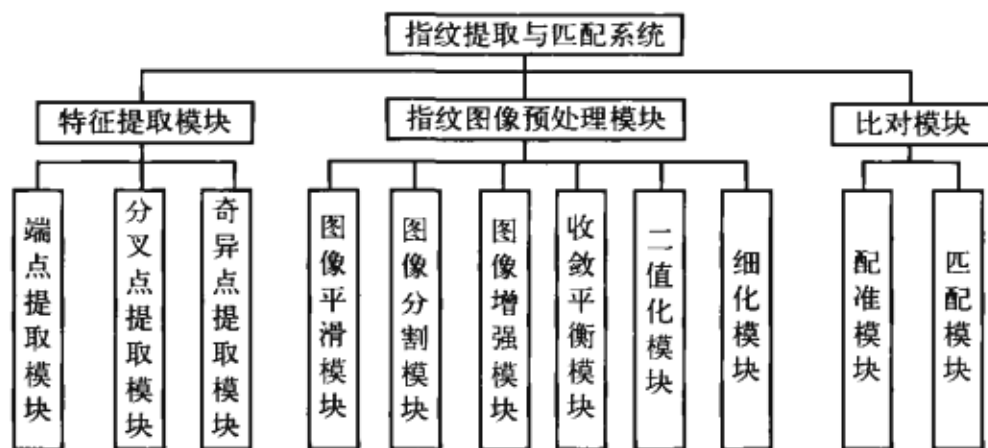 指纹提取与匹配系统
特征提取模块
指纹图像预处理模块
比对模块
端点提取模块
分叉点提取模块
奇异点提取模块
图像平滑模块
图像分割模块
图像增强模块
收敛平衡模块
二值化模块
细化模块
配准模块
匹配模块